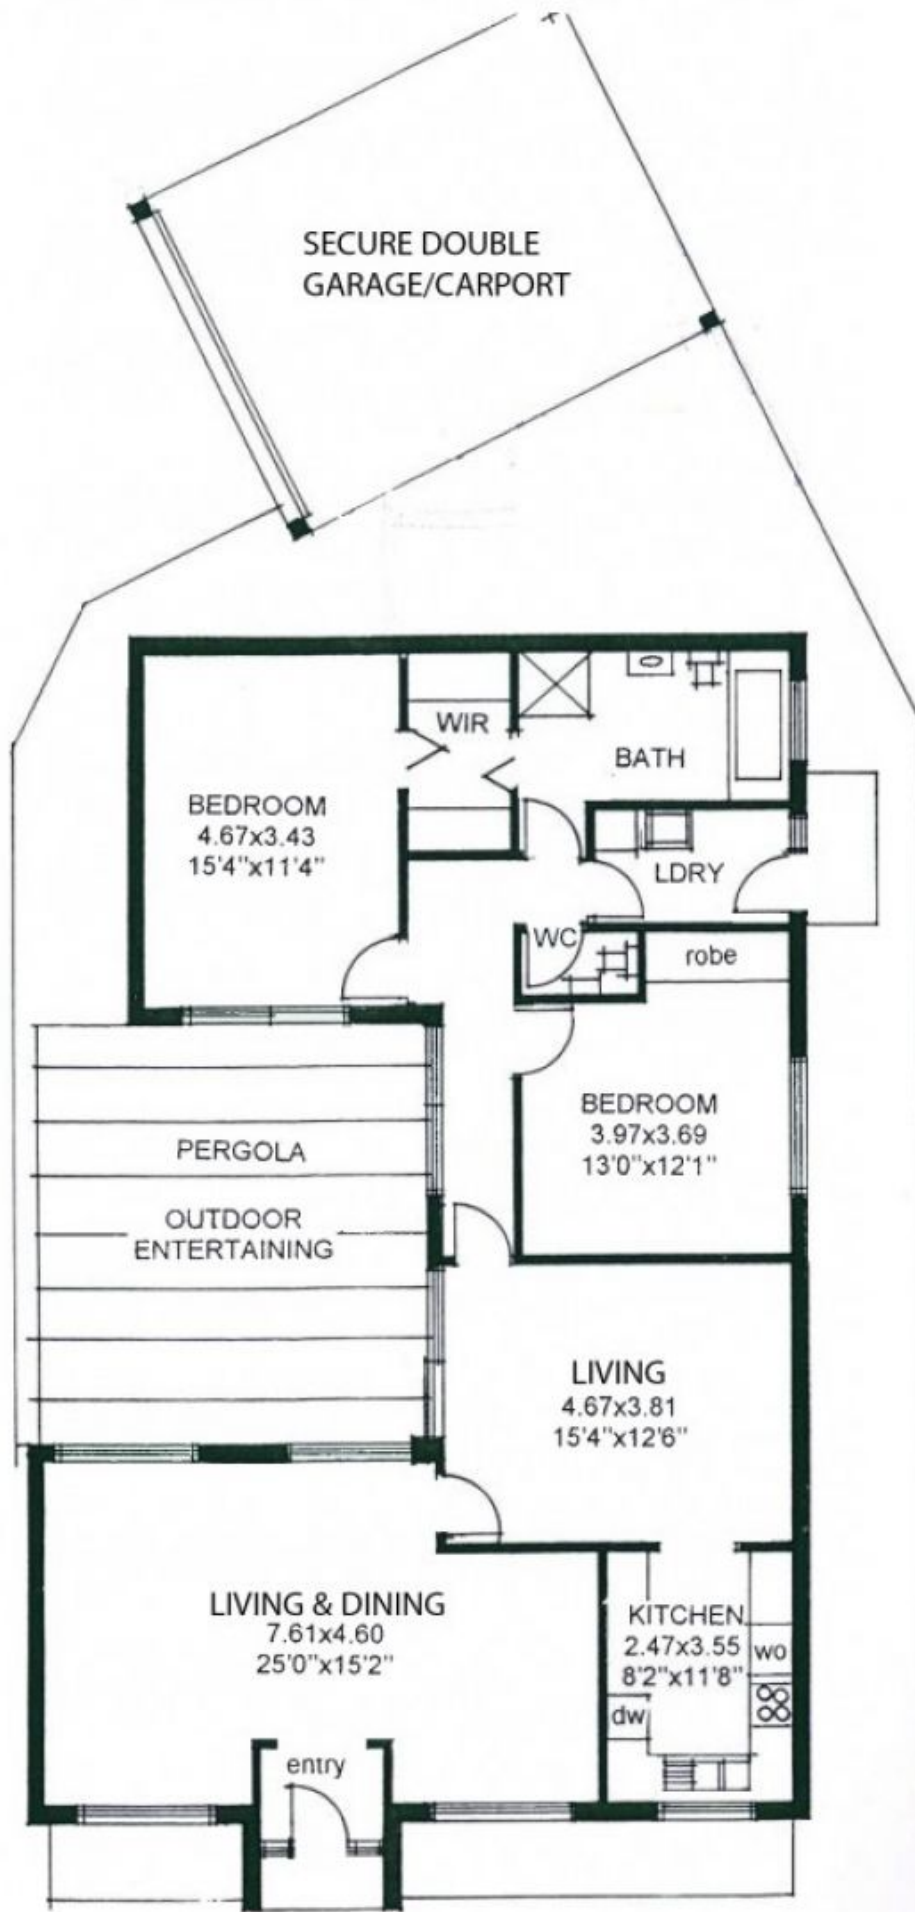 SECURE DOUBLE
GARAGE/CARPORT
WIR
BATH
BEDROOM
4.67x3.43
15'4"x11'4"
LDRY
WC
robe
BEDROOM
3.97x3.69
13'0"x12'1"
PERGOLA
OUTDOOR
ENTERTAINING
LIVING
4.67x3.81
15'4"x12'6"
LIVING & DINING
7.61x4.60
25'0"x15'2"
KITCHEN
2.47x3.55
8'2"x11'8"
wo
dw
entry